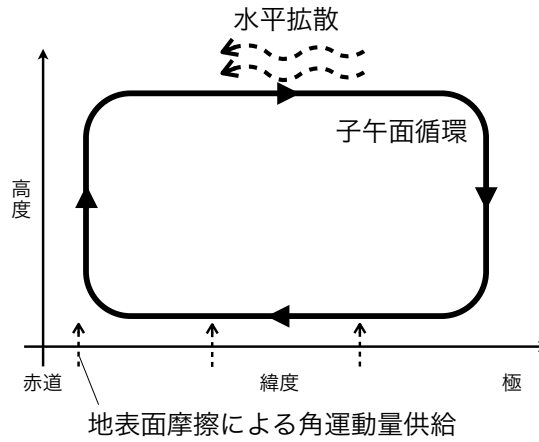 水平拡散
子午面循環
高度
赤道
緯度
極
地表面摩擦による角運動量供給